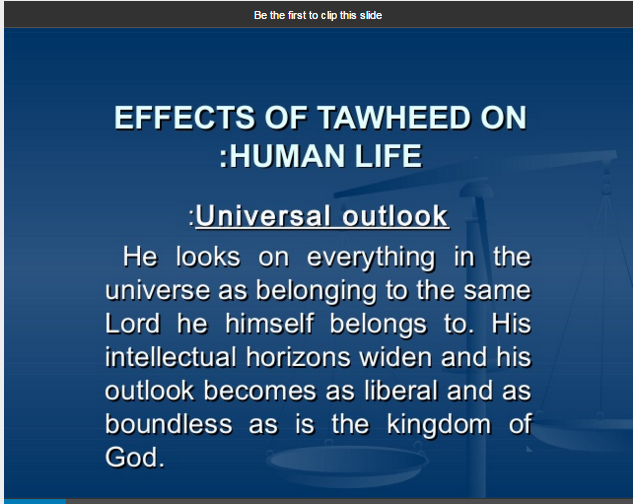 Be the first to clip this slide
EFFECTS OF TAWHEED ON
:HUMAN LIFE
:Universal outlook
He looks on everything in the
universe as belonging to the same
Lord he himself belongs to. His
intellectual horizons widen and his
outlook becomes as liberal and as
boundless as is the kingdom of
God.